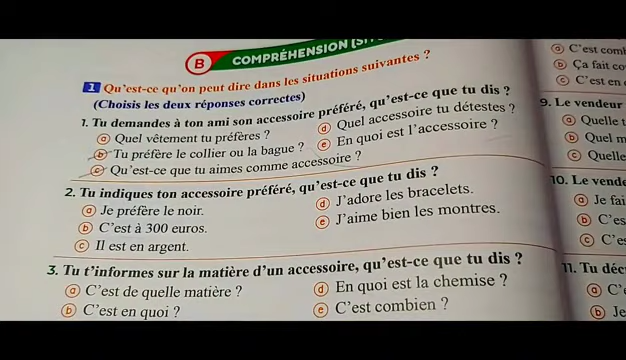 B COMPRÉHENSION
1 Qu'est-ce qu'on peut dire dans les situations suivantes ?
(Choisis les deux réponses correctes)
1. Tu demandes à ton ami son accessoire préféré, qu'est-ce que tu dis ?
a Quel vêtement tu préfères ?
b Tu préfère le collier ou la bague ?
c Qu'est-ce que tu aimes comme accessoire ?
d Quel accessoire tu détestes ?
e En quoi est l'accessoire ?
2. Tu indiques ton accessoire préféré, qu'est-ce que tu dis ?
a Je préfère le noir.
b C'est à 300 euros.
c Il est en argent.
d J'adore les bracelets.
e J'aime bien les montres.
3. Tu t'informes sur la matière d'un accessoire, qu'est-ce que tu dis ?
a C'est de quelle matière ?
b C'est en quoi ?
d En quoi est la chemise ?
e C'est combien ?
a C'est
b Ça fait
c C'est en
9. Le vendeur
a Quelle
b Quel
c Quelle
10. Le
a Je
b
c
11. Tu
a
b Je